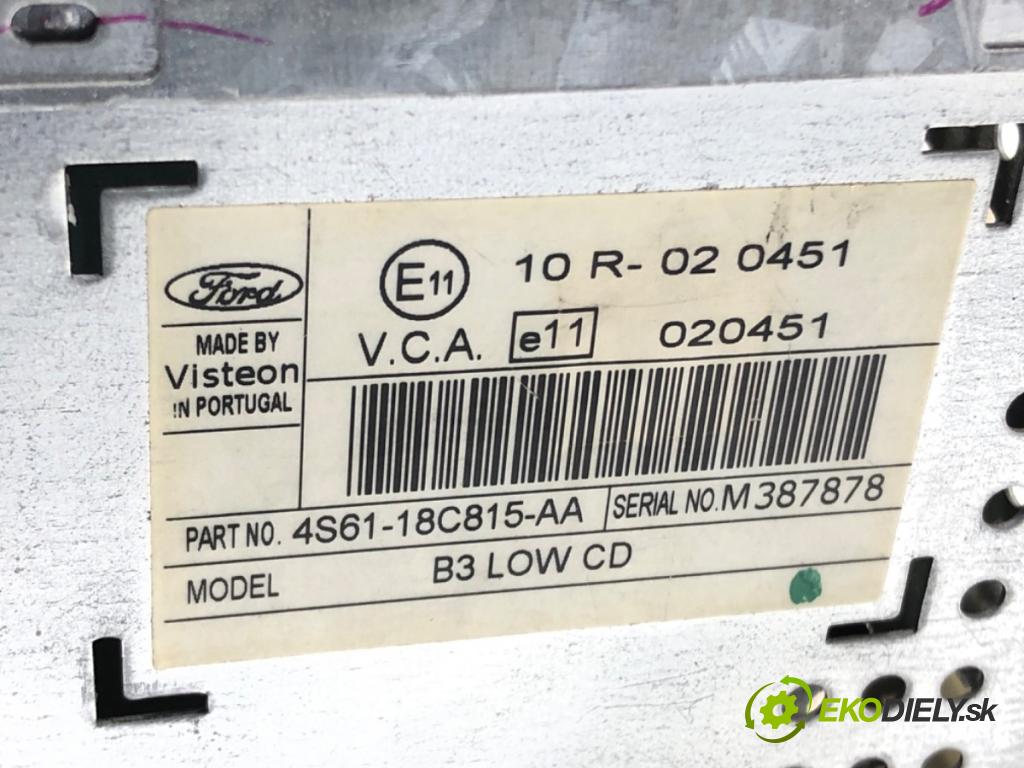 Ford
MADE BY
Visteon
IN PORTUGAL
E11 10 R- 02 0451
V.C.A. e11 020451
PART NO. 4S61-18C815-AA SERIAL NO. M387878
MODEL B3 LOW CD
EKODIELY.sk